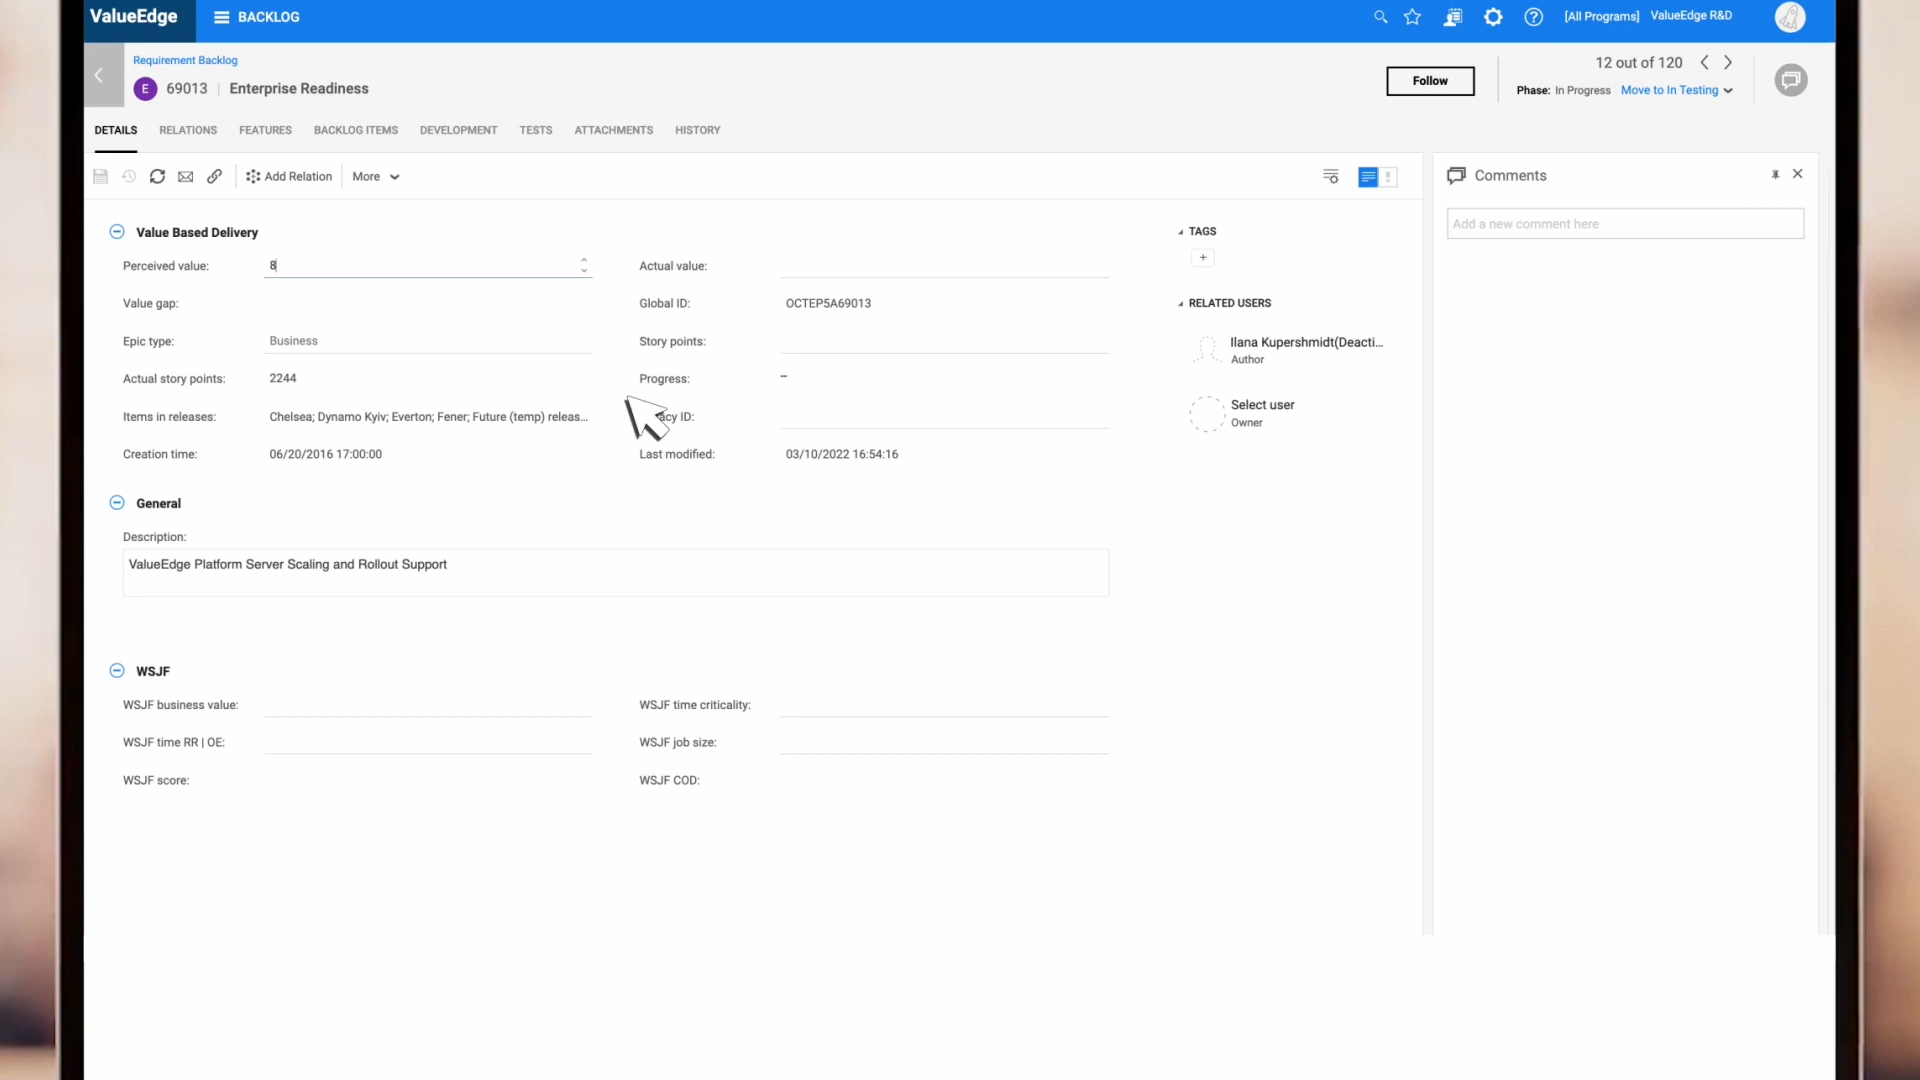 ValueEdge
BACKLOG
[All Programs] ValueEdge R&D
Requirement Backlog
E 69013 Enterprise Readiness
Follow
12 out of 120
Phase: In Progress Move to In Testing
DETAILS RELATIONS FEATURES BACKLOG ITEMS DEVELOPMENT TESTS ATTACHMENTS HISTORY
Add Relation More
Comments
Add a new comment here
Value Based Delivery
Perceived value: 8 Actual value:
Value gap: Global ID: OCTEP5A69013
Epic type: Business Story points:
Actual story points: 2244 Progress: --
Items in releases: Chelsea; Dynamo Kyiv; Everton; Fener; Future (temp) releas... ID:
Creation time: 06/20/2016 17:00:00 Last modified: 03/10/2022 16:54:16
TAGS
+
RELATED USERS
Ilana Kupershmidt(Deacti...
Author
Select user
Owner
General
Description:
ValueEdge Platform Server Scaling and Rollout Support
WSJF
WSJF business value: WSJF time criticality:
WSJF time RR | OE: WSJF job size:
WSJF score: WSJF COD: